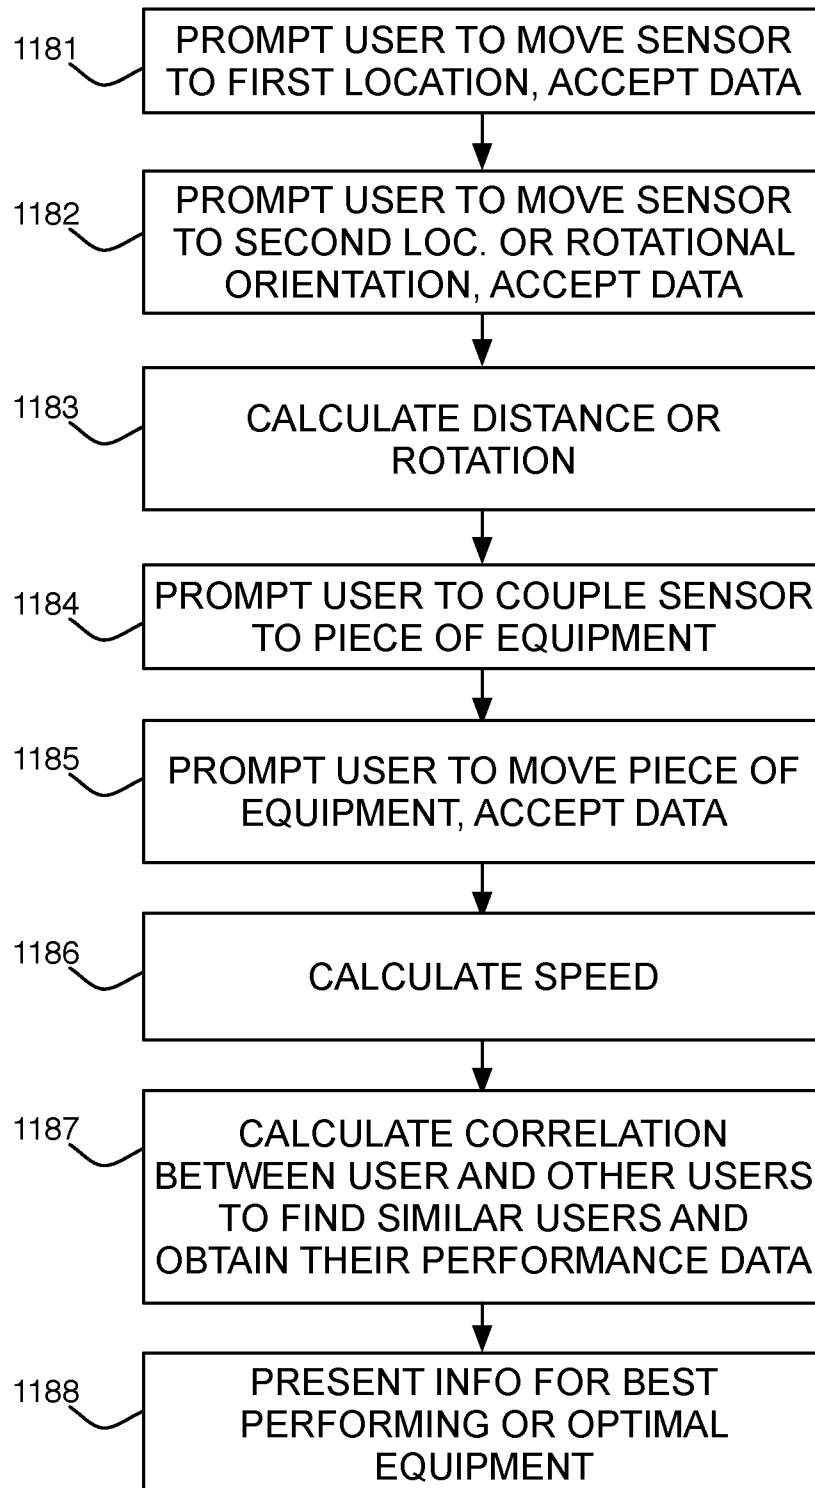 1181
PROMPT USER TO MOVE SENSOR
TO FIRST LOCATION, ACCEPT DATA
1182
PROMPT USER TO MOVE SENSOR
TO SECOND LOC. OR ROTATIONAL
ORIENTATION, ACCEPT DATA
1183
CALCULATE DISTANCE OR
ROTATION
1184
PROMPT USER TO COUPLE SENSOR
TO PIECE OF EQUIPMENT
1185
PROMPT USER TO MOVE PIECE OF
EQUIPMENT, ACCEPT DATA
1186
CALCULATE SPEED
1187
CALCULATE CORRELATION
BETWEEN USER AND OTHER USERS
TO FIND SIMILAR USERS AND
OBTAIN THEIR PERFORMANCE DATA
1188
PRESENT INFO FOR BEST
PERFORMING OR OPTIMAL
EQUIPMENT